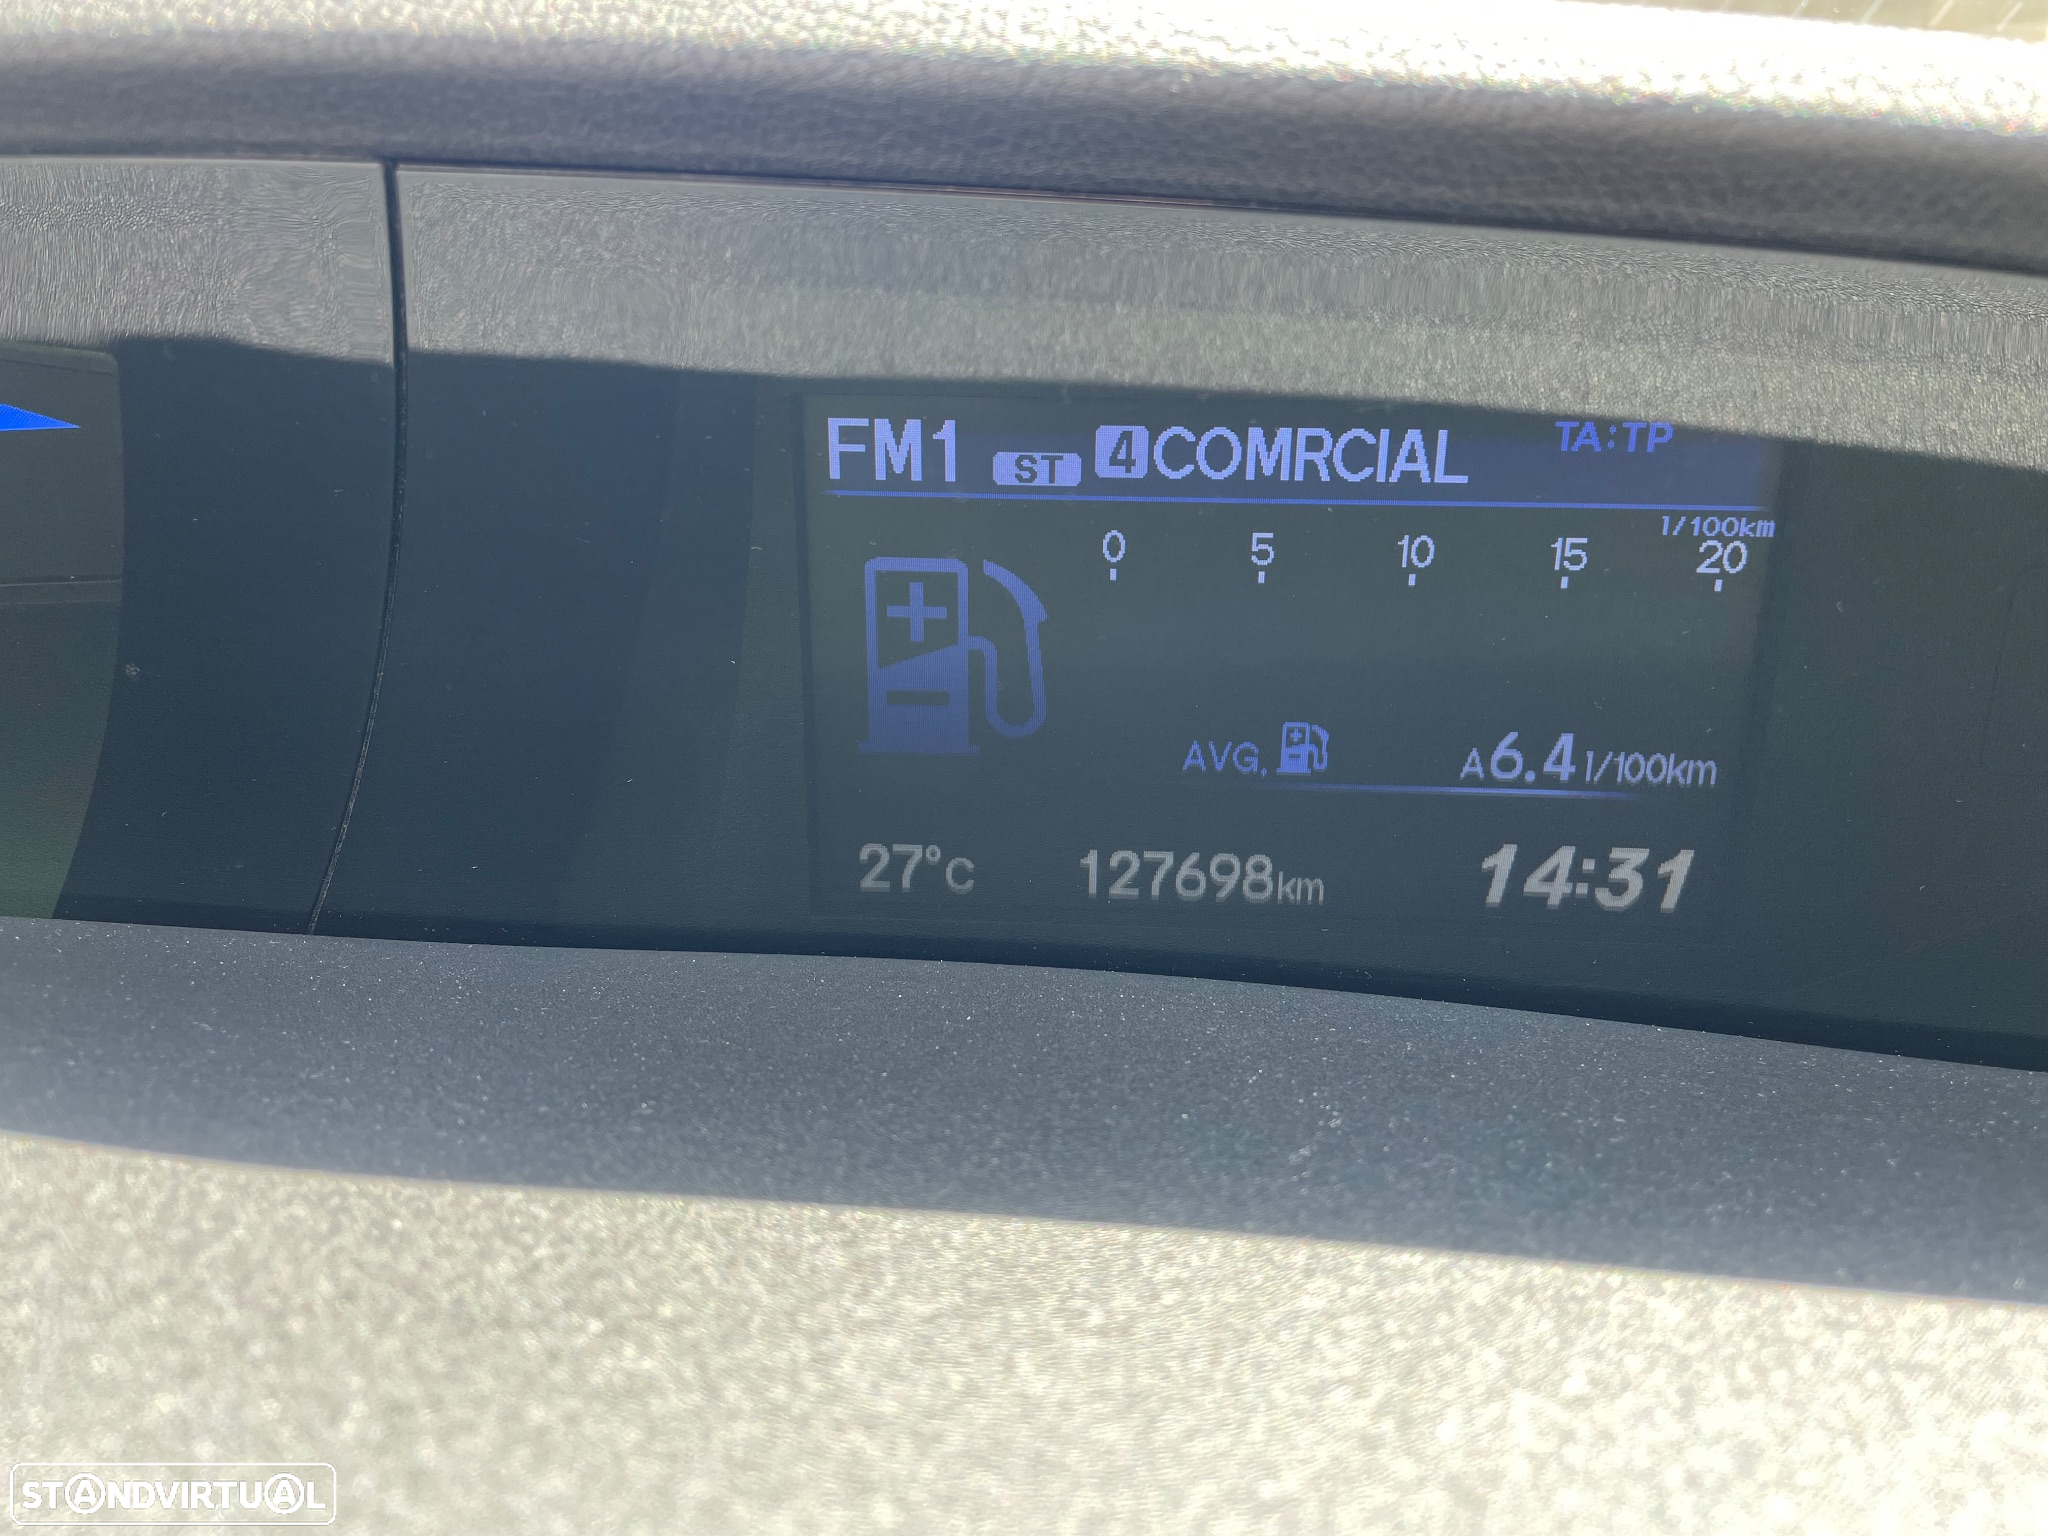 FM1 ST 4 COMRCIAL TA:TP
l/100km
0 5 10 15 20
AVG. A 6.4 l/100km
27°C 127698km 14:31
STANDVIRTUAL